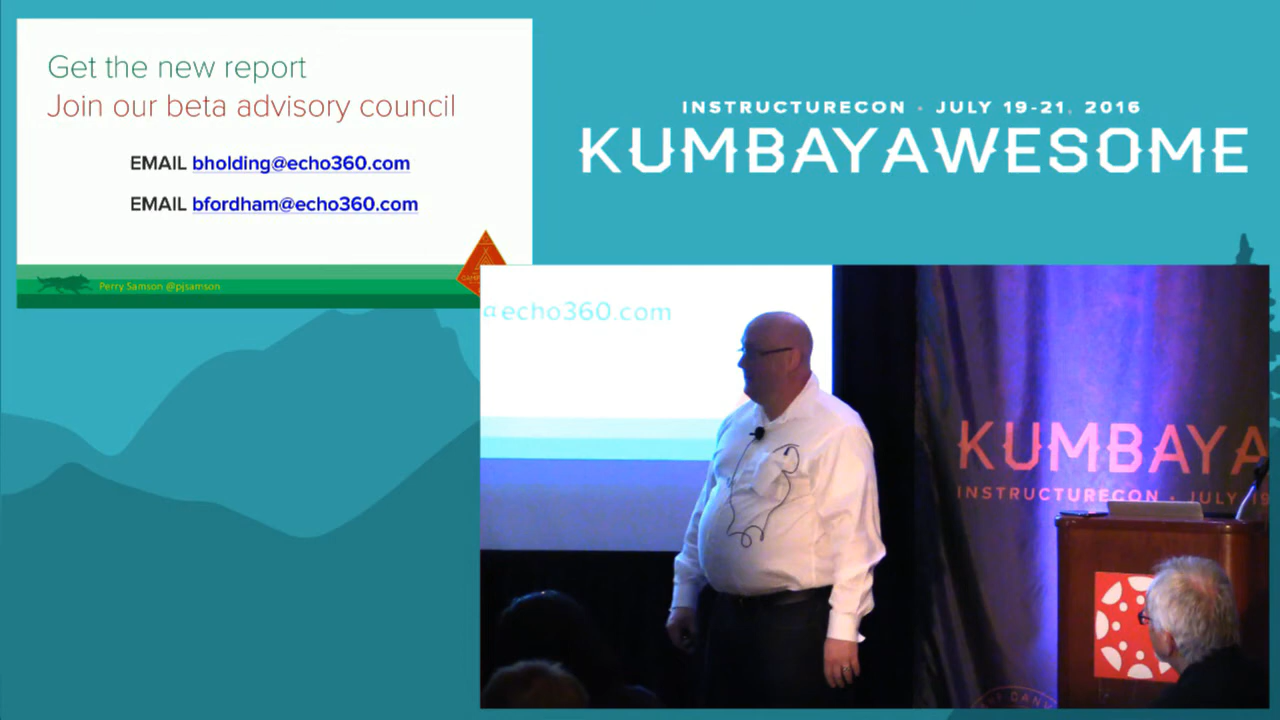 Get the new report
Join our beta advisory council
EMAIL bholding@echo360.com
EMAIL bfordham@echo360.com
Perry Samson @pjsamson
INSTRUCTURECON • JULY 19-21, 2016
KUMBAYAWESOME
@echo360.com
KUMBAYA
INSTRUCTURECON • JULY 19